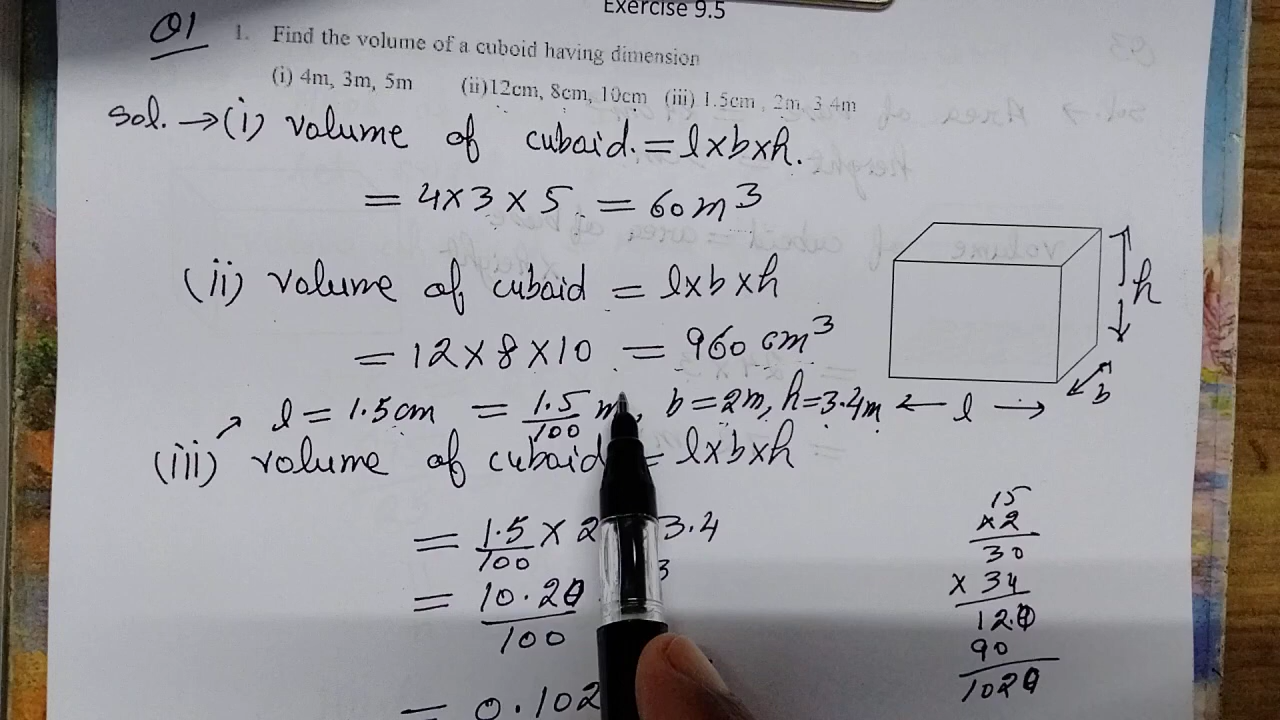 Exercise 9.5
Q1 1. Find the volume of a cuboid having dimension
(i) 4m, 3m, 5m (ii)12cm, 8cm, 10cm (iii) 1.5cm , 2m, 3.4m
Sol. → (i) volume of cuboid. = l×b×h.
= 4×3×5 = 60 m³
(ii) volume of cuboid = l×b×h
= 12×8×10 = 960 cm³
h
b
l
l = 1.5cm = 1.5/100 m, b=2m, h=3.4m
(iii) volume of cuboid = l×b×h
= 1.5/100 × 2 3.4
= 10.20/100 3
= 0.102
15
×2
30
× 34
120
90
1020